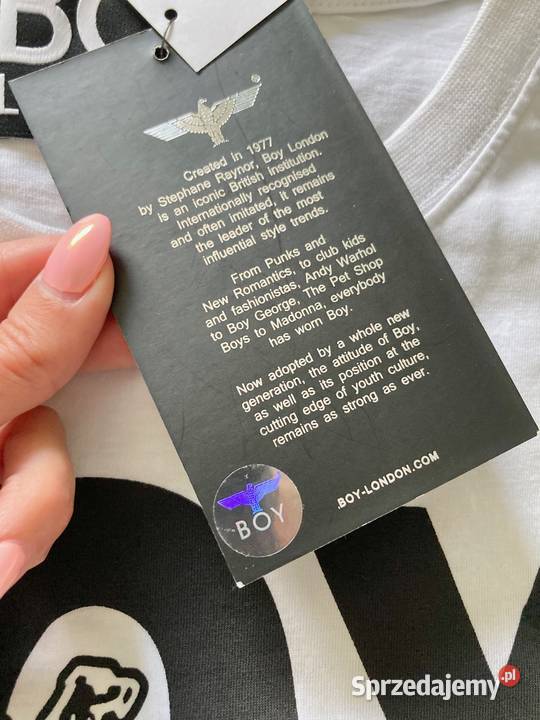 BO
L
®
Created in 1977
by Stephane Raynor, Boy London
is an iconic British institution.
Internationally recognised
and often imitated, it remains
the leader of the most
influential style trends.
From Punks and
New Romantics, to club kids
and fashionistas, Andy Warhol
to Boy George, The Pet Shop
Boys to Madonna, everybody
has worn Boy.
Now adopted by a whole new
generation, the attitude of Boy,
as well as its position at the
cutting edge of youth culture,
remains as strong as ever.
.BOY-LONDON.COM
BOY
Sprzedajemy.pl